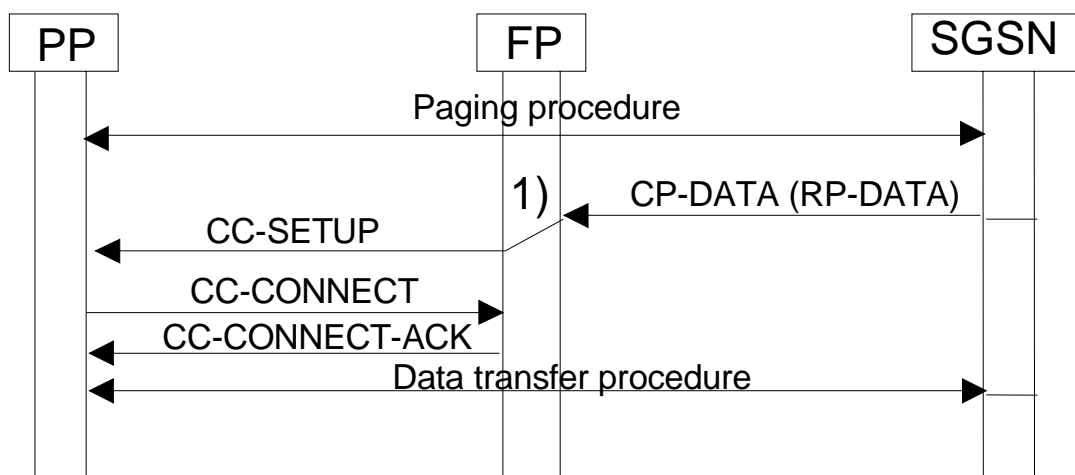 PP
FP
SGSN
Paging procedure
1)
CP-DATA (RP-DATA)
CC-SETUP
CC-CONNECT
CC-CONNECT-ACK
Data transfer procedure